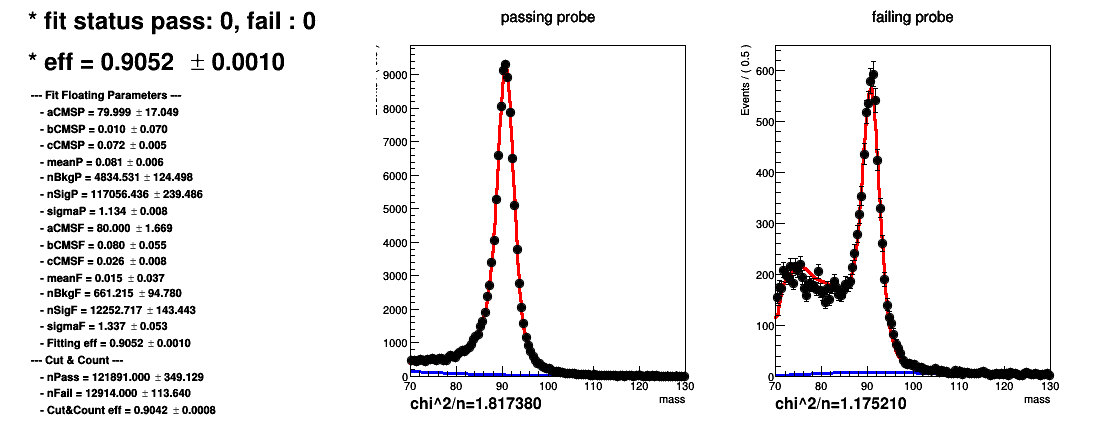 * fit status pass: 0, fail : 0
* eff = 0.9052 ± 0.0010
--- Fit Floating Parameters ---
- aCMSP = 79.999 ± 17.049
- bCMSP = 0.010 ± 0.070
- cCMSP = 0.072 ± 0.005
- meanP = 0.081 ± 0.006
- nBkgP = 4834.531 ± 124.498
- nSigP = 117056.436 ± 239.486
- sigmaP = 1.134 ± 0.008
- aCMSF = 80.000 ± 1.669
- bCMSF = 0.080 ± 0.055
- cCMSF = 0.026 ± 0.008
- meanF = 0.015 ± 0.037
- nBkgF = 661.215 ± 94.780
- nSigF = 12252.717 ± 143.443
- sigmaF = 1.337 ± 0.053
- Fitting eff = 0.9052 ± 0.0010
--- Cut & Count ---
- nPass = 121891.000 ± 349.129
- nFail = 12914.000 ± 113.640
- Cut&Count eff = 0.9042 ± 0.0008
passing probe
9000
8000
7000
6000
5000
4000
3000
2000
1000
0
70 80 90 100 110 120 130
mass
chi^2/n=1.817380
failing probe
Events / ( 0.5 )
600
500
400
300
200
100
0
70 80 90 100 110 120 130
mass
chi^2/n=1.175210